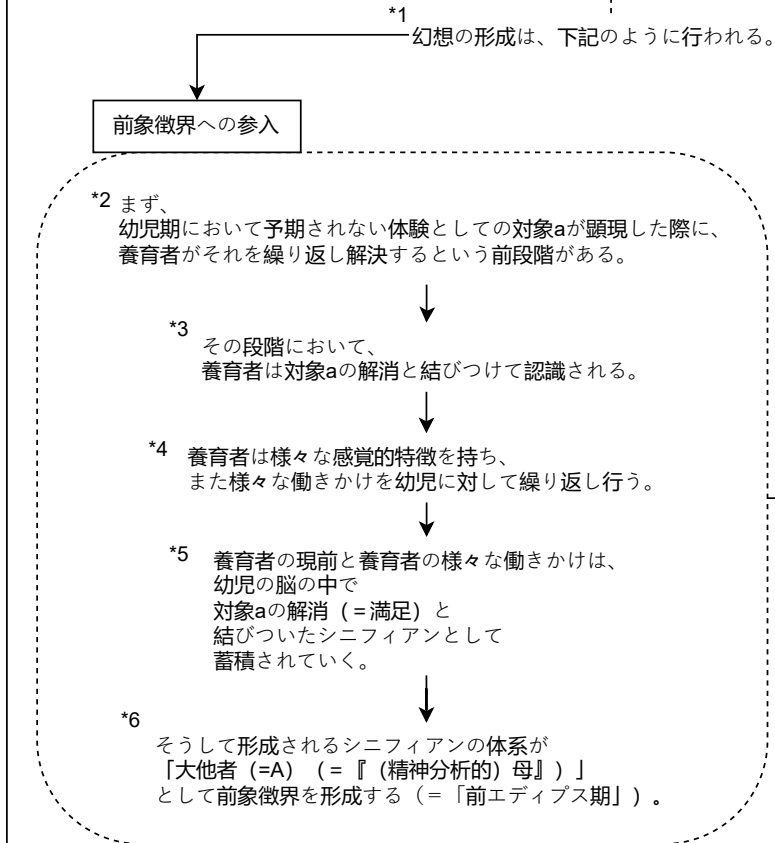 *1
幻想の形成は、下記のように行われる。
前象徴界への参入
*2 まず、
幼児期において予期されない体験としての対象aが顕現した際に、
養育者がそれを繰り返し解決するという前段階がある。
*3
その段階において、
養育者は対象aの解消と結びつけて認識される。
*4 養育者は様々な感覚的特徴を持ち、
また様々な働きかけを幼児に対して繰り返し行う。
*5 養育者の現前と養育者の様々な働きかけは、
幼児の脳の中で
対象aの解消（=満足）と
結びついたシニフィアンとして
蓄積されていく。
*6
そうして形成されるシニフィアンの体系が
「大他者（=A）（=『（精神分析的）母』）」
として前象徴界を形成する（=「前エディプス期」）。